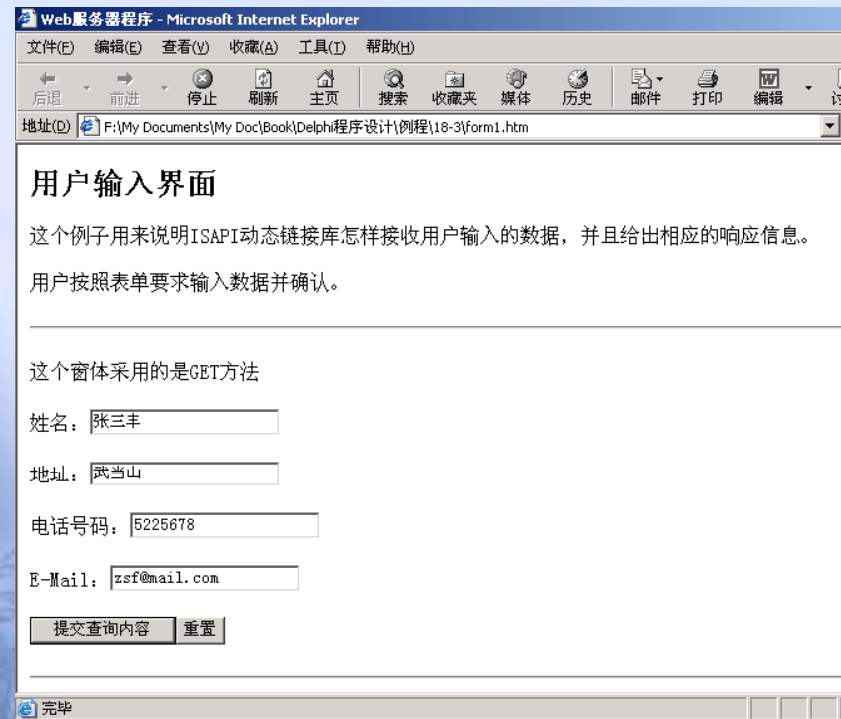 Web服务器程序 - Microsoft Internet Explorer
文件(F) 编辑(E) 查看(V) 收藏(A) 工具(T) 帮助(H)
后退 前进 停止 刷新 主页 搜索 收藏夹 媒体 历史 邮件 打印 编辑
地址(D) F:\My Documents\My Doc\Book\Delphi程序设计\例程\18-3\form1.htm
用户输入界面
这个例子用来说明ISAPI动态链接库怎样接收用户输入的数据，并且给出相应的响应信息。
用户按照表单要求输入数据并确认。
这个窗体采用的是GET方法
姓名：张三丰
地址：武当山
电话号码：5225678
E-Mail：zsf@mail.com
提交查询内容 重置
完毕